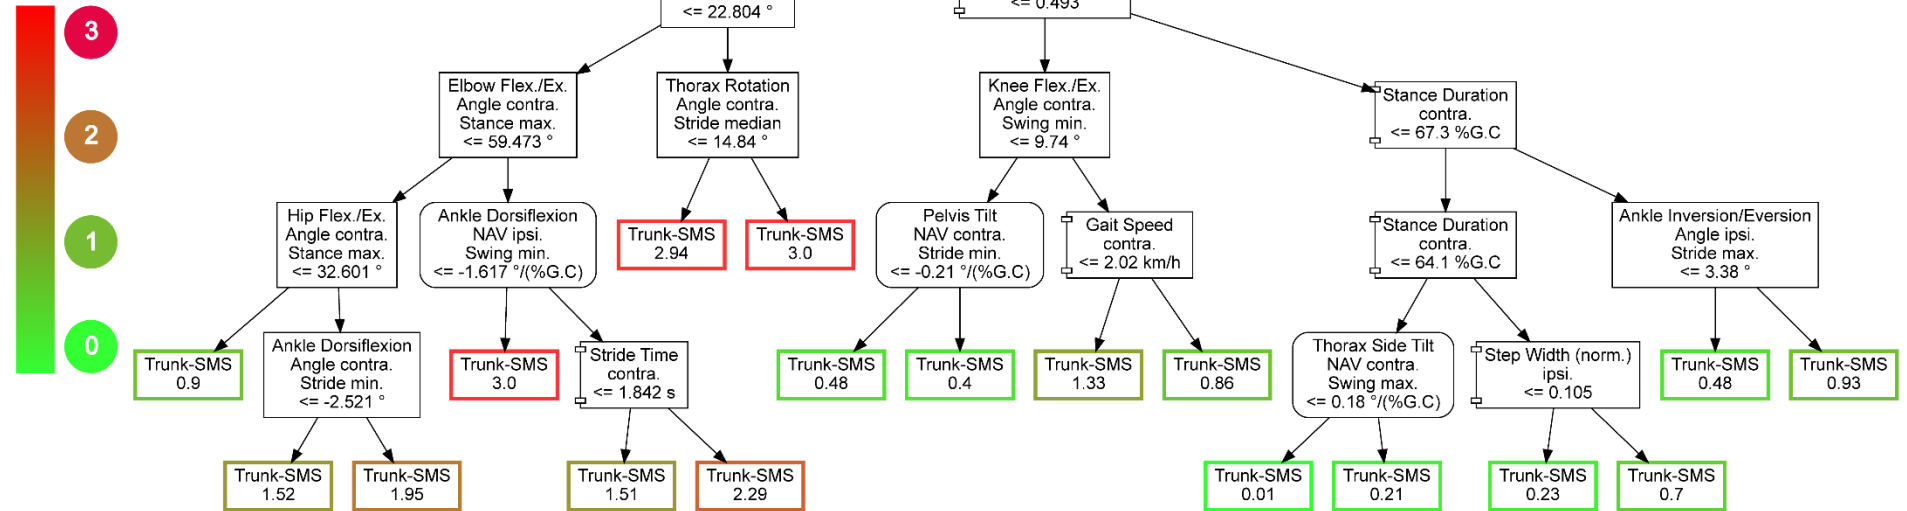 3
2
1
0
<= 22.804 °
<= 0.493
Elbow Flex./Ex.
Angle contra.
Stance max.
<= 59.473 °
Thorax Rotation
Angle contra.
Stride median
<= 14.84 °
Knee Flex./Ex.
Angle contra.
Swing min.
<= 9.74 °
Stance Duration
contra.
<= 67.3 %G.C
Hip Flex./Ex.
Angle contra.
Stance max.
<= 32.601 °
Ankle Dorsiflexion
NAV ipsi.
Swing min.
<= -1.617 °/(%G.C)
Trunk-SMS
2.94
Trunk-SMS
3.0
Pelvis Tilt
NAV contra.
Stride min.
<= -0.21 °/(%G.C)
Gait Speed
contra.
<= 2.02 km/h
Stance Duration
contra.
<= 64.1 %G.C
Ankle Inversion/Eversion
Angle ipsi.
Stride max.
<= 3.38 °
Trunk-SMS
0.9
Ankle Dorsiflexion
Angle contra.
Stride min.
<= -2.521 °
Trunk-SMS
3.0
Stride Time
contra.
<= 1.842 s
Trunk-SMS
0.48
Trunk-SMS
0.4
Trunk-SMS
1.33
Trunk-SMS
0.86
Thorax Side Tilt
NAV contra.
Swing max.
<= 0.18 °/(%G.C)
Step Width (norm.)
ipsi.
<= 0.105
Trunk-SMS
0.48
Trunk-SMS
0.93
Trunk-SMS
1.52
Trunk-SMS
1.95
Trunk-SMS
1.51
Trunk-SMS
2.29
Trunk-SMS
0.01
Trunk-SMS
0.21
Trunk-SMS
0.23
Trunk-SMS
0.7